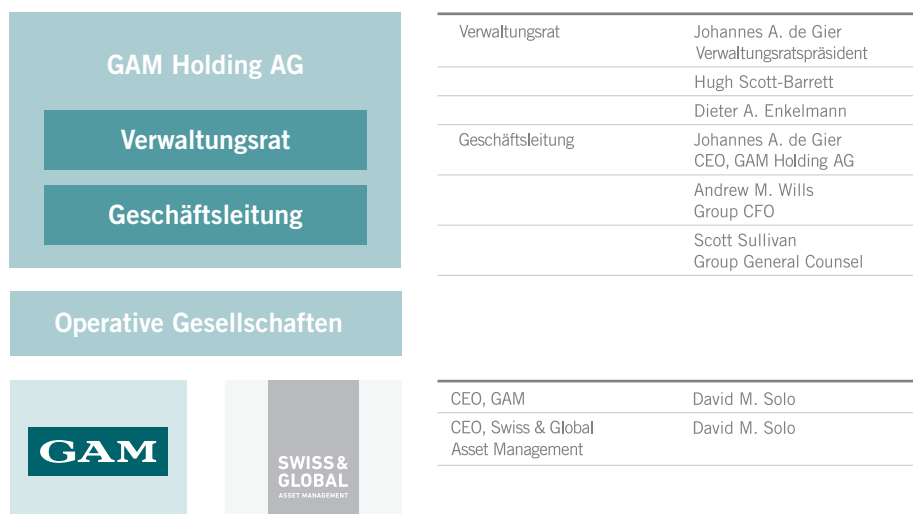 GAM Holding AG
Verwaltungsrat
Geschäftsleitung
Verwaltungsrat Johannes A. de Gier
Verwaltungsratspräsident
Hugh Scott-Barrett
Dieter A. Enkelmann
Geschäftsleitung Johannes A. de Gier
CEO, GAM Holding AG
Andrew M. Wills
Group CFO
Scott Sullivan
Group General Counsel
Operative Gesellschaften
GAM
SWISS &
GLOBAL
ASSET MANAGEMENT
CEO, GAM David M. Solo
CEO, Swiss & Global David M. Solo
Asset Management